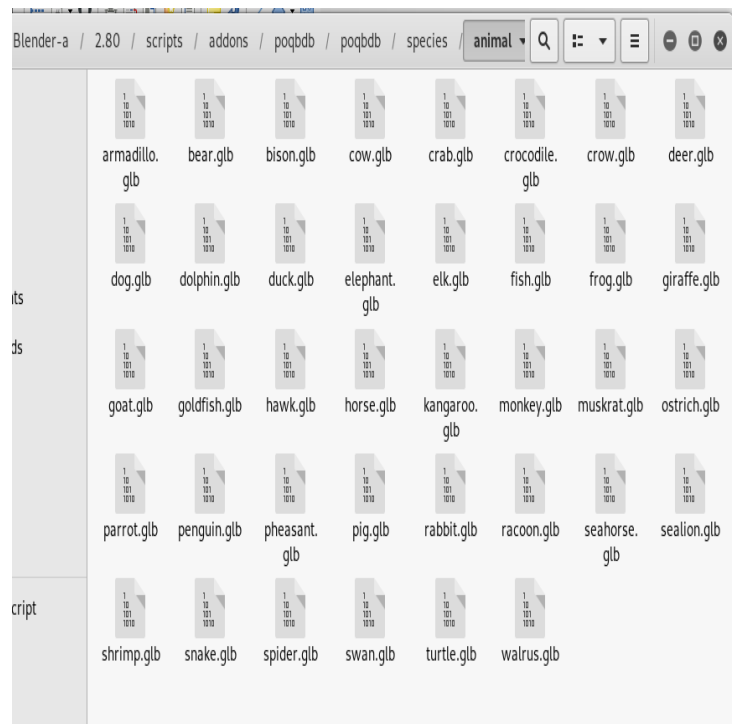 Blender-a / 2.80 / scripts / addons / poqbdb / poqbdb / species / animal
armadillo.glb bear.glb bison.glb cow.glb crab.glb crocodile.glb crow.glb deer.glb
dog.glb dolphin.glb duck.glb elephant.glb elk.glb fish.glb frog.glb giraffe.glb
goat.glb goldfish.glb hawk.glb horse.glb kangaroo.glb monkey.glb muskrat.glb ostrich.glb
parrot.glb penguin.glb pheasant.glb pig.glb rabbit.glb racoon.glb seahorse.glb sealion.glb
shrimp.glb snake.glb spider.glb swan.glb turtle.glb walrus.glb
nts
ds
cript